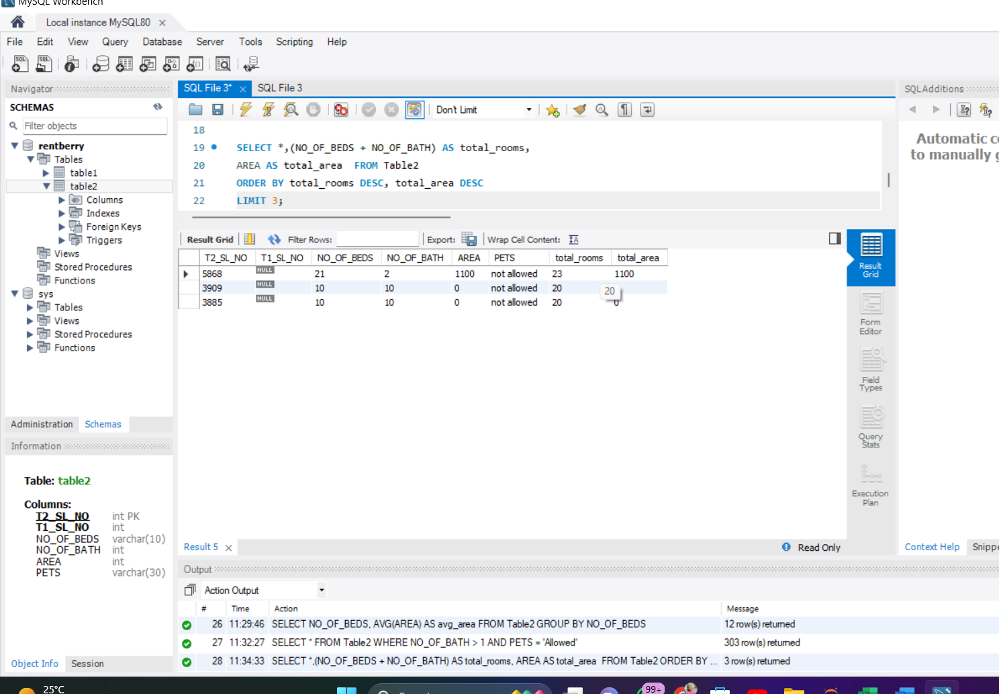 MySQL Workbench
Local instance MySQL80
File Edit View Query Database Server Tools Scripting Help
Navigator
SCHEMAS
Filter objects
rentberry
Tables
table1
table2
Columns
Indexes
Foreign Keys
Triggers
Views
Stored Procedures
Functions
sys
Tables
Views
Stored Procedures
Functions
Administration Schemas
Information
Table: table2
Columns:
T2_SL_NO int PK
T1_SL_NO int
NO_OF_BEDS varchar(10)
NO_OF_BATH int
AREA int
PETS varchar(30)
Object Info Session
SQL File 3* SQL File 3
Don't Limit
18
19 SELECT *,(NO_OF_BEDS + NO_OF_BATH) AS total_rooms,
20 AREA AS total_area FROM Table2
21 ORDER BY total_rooms DESC, total_area DESC
22 LIMIT 3;
Result Grid Filter Rows: Export: Wrap Cell Content:
T2_SL_NO T1_SL_NO NO_OF_BEDS NO_OF_BATH AREA PETS total_rooms total_area
5868 NULL 21 2 1100 not allowed 23 1100
3909 NULL 10 10 0 not allowed 20
20
3885 NULL 10 10 0 not allowed 20 0
Result Grid
Form Editor
Field Types
Query Stats
Execution Plan
Result 5 Read Only
Output
Action Output
# Time Action Message
26 11:29:46 SELECT NO_OF_BEDS, AVG(AREA) AS avg_area FROM Table2 GROUP BY NO_OF_BEDS 12 row(s) returned
27 11:32:27 SELECT * FROM Table2 WHERE NO_OF_BATH > 1 AND PETS = 'Allowed' 303 row(s) returned
28 11:34:33 SELECT *,(NO_OF_BEDS + NO_OF_BATH) AS total_rooms, AREA AS total_area FROM Table2 ORDER BY ... 3 row(s) returned
SQLAdditions
Automatic
to manually
Context Help
25°C
99+